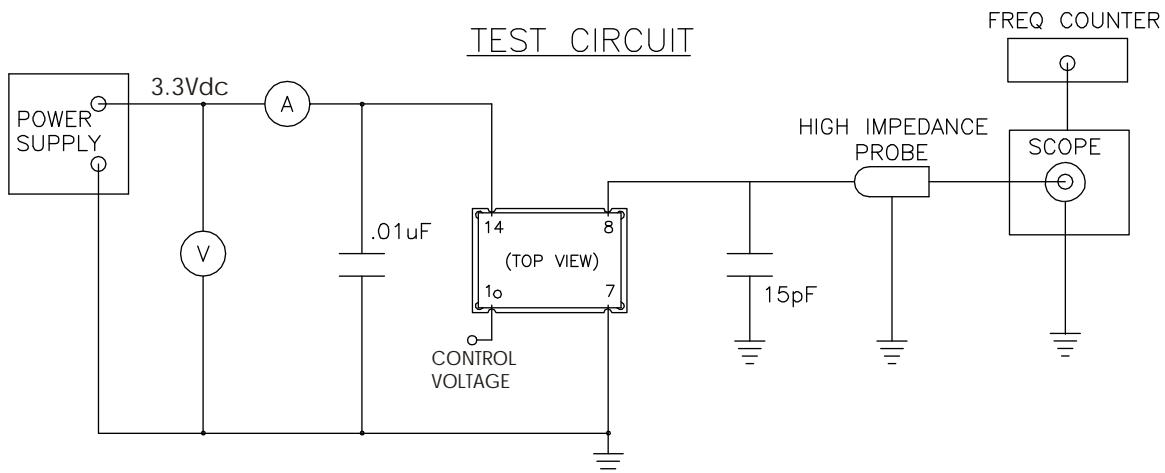 FREQ COUNTER
TEST CIRCUIT
3.3Vdc
A
POWER
SUPPLY
HIGH IMPEDANCE
PROBE
SCOPE
14
8
.01uF
V
(TOP VIEW)
1
7
15pF
CONTROL
VOLTAGE